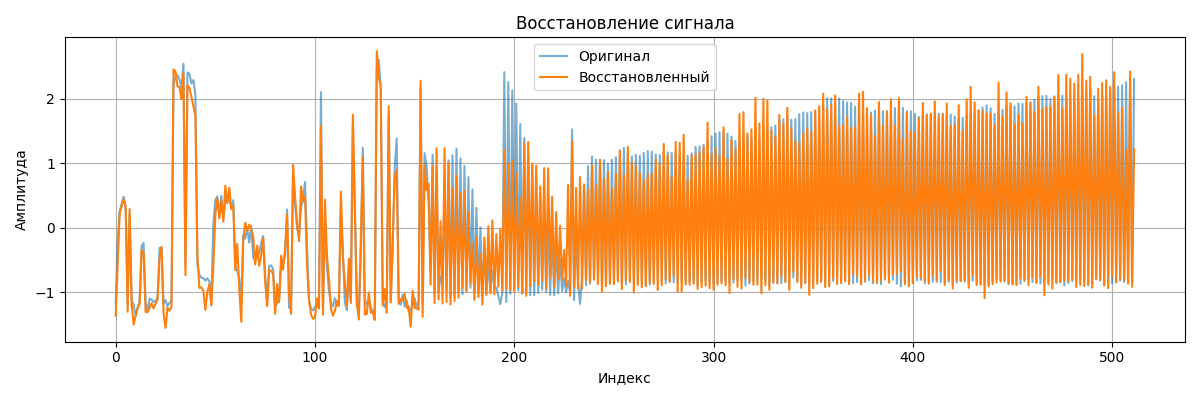 Восстановление сигнала
Оригинал
Восстановленный
Амплитуда
2
1
0
−1
0
100
200
300
400
500
Индекс